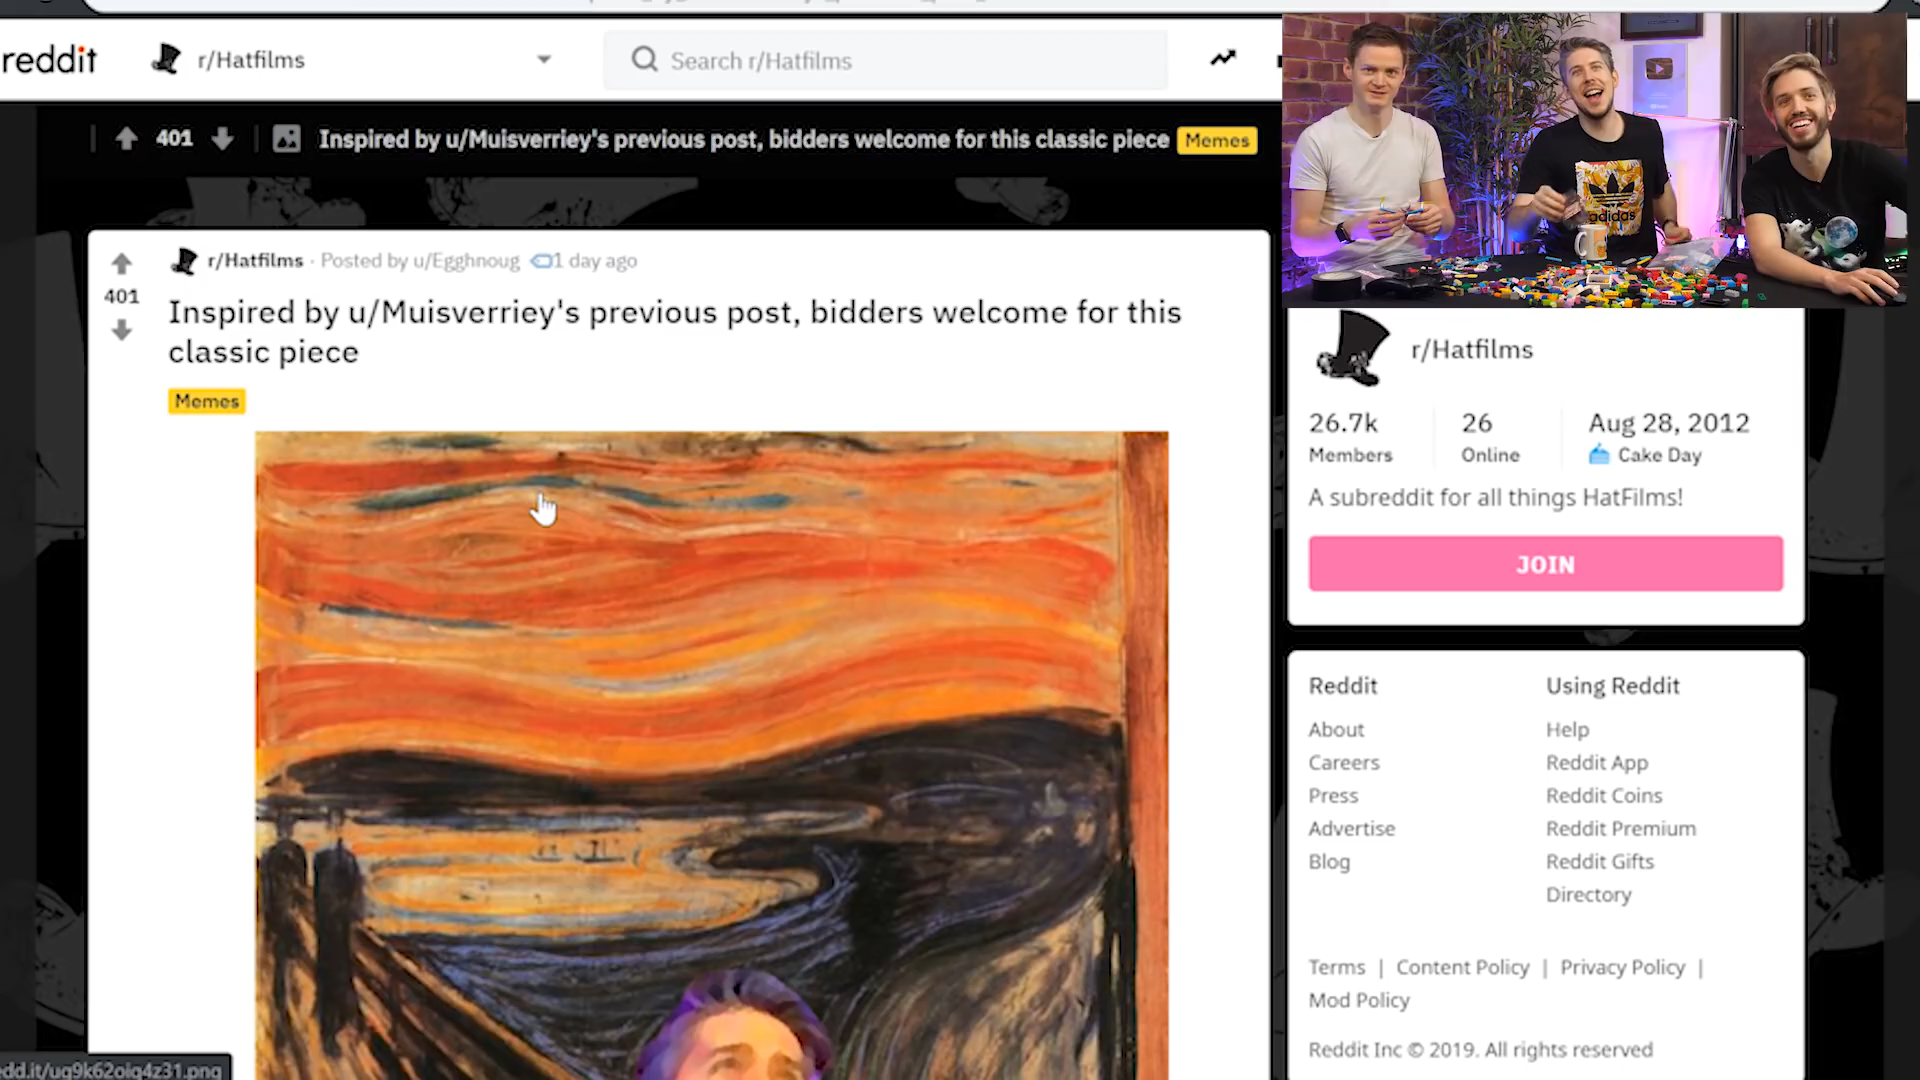 reddit
r/Hatfilms
Search r/Hatfilms
401
Inspired by u/Muisverriey's previous post, bidders welcome for this classic piece
Memes
adidas
r/Hatfilms · Posted by u/Egghnoug 1 day ago
401
Inspired by u/Muisverriey's previous post, bidders welcome for this
classic piece
Memes
r/Hatfilms
26.7k
Members
26
Online
Aug 28, 2012
Cake Day
A subreddit for all things HatFilms!
JOIN
Reddit
About
Careers
Press
Advertise
Blog
Using Reddit
Help
Reddit App
Reddit Coins
Reddit Premium
Reddit Gifts
Directory
Terms | Content Policy | Privacy Policy |
Mod Policy
Reddit Inc © 2019. All rights reserved
edd.it/ug9k62oig4z31.png